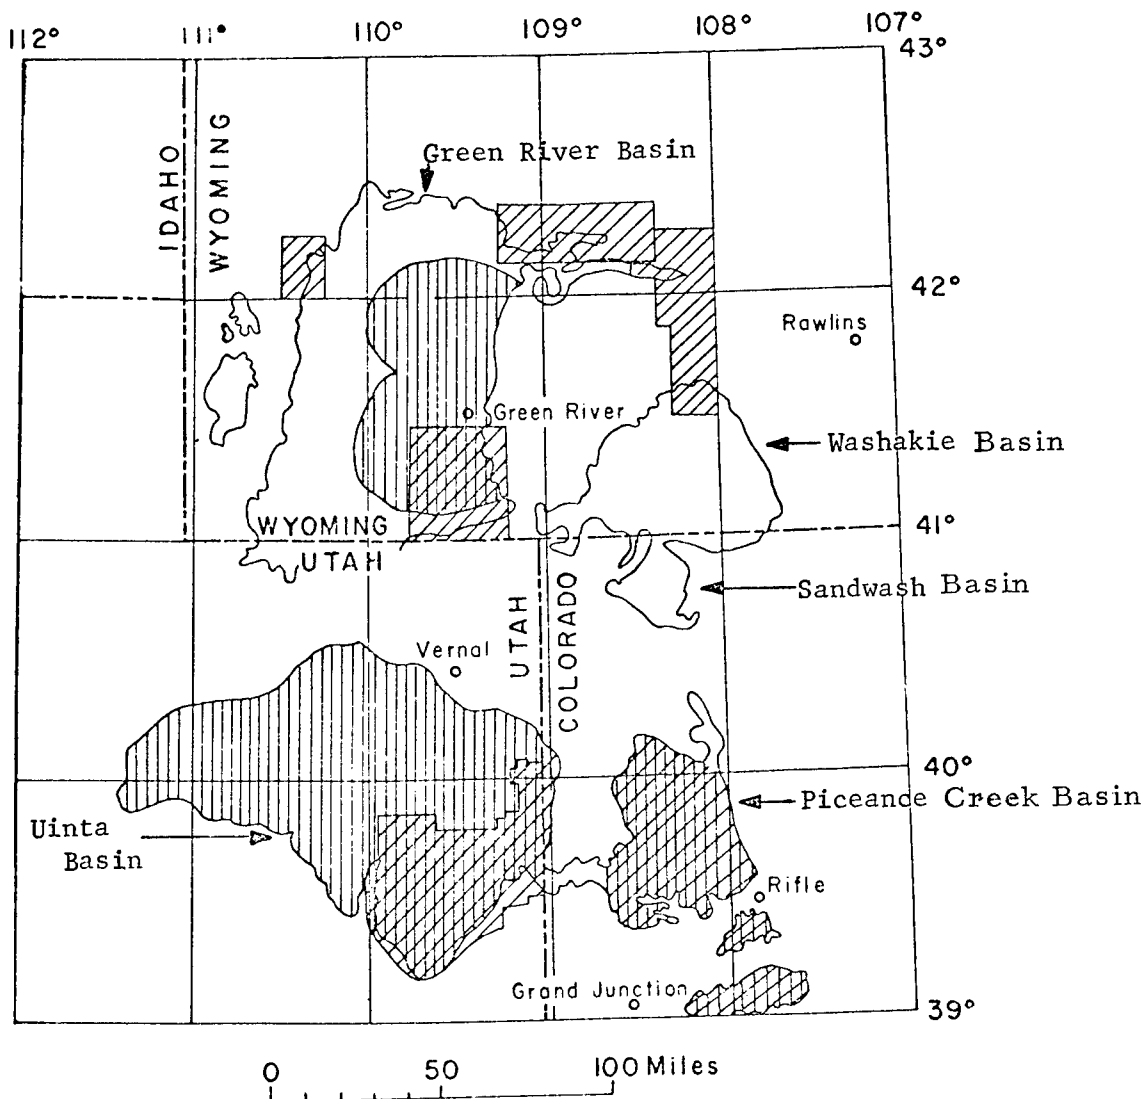 112° 111° 110° 109° 108° 107°
43°
IDAHO
WYOMING
Green River Basin
42°
Rawlins
Green River
Washakie Basin
WYOMING
41°
UTAH
Sandwash Basin
UTAH
COLORADO
Vernal
40°
Piceance Creek Basin
Uinta
Basin
Rifle
Grand Junction
39°
0 50 100 Miles